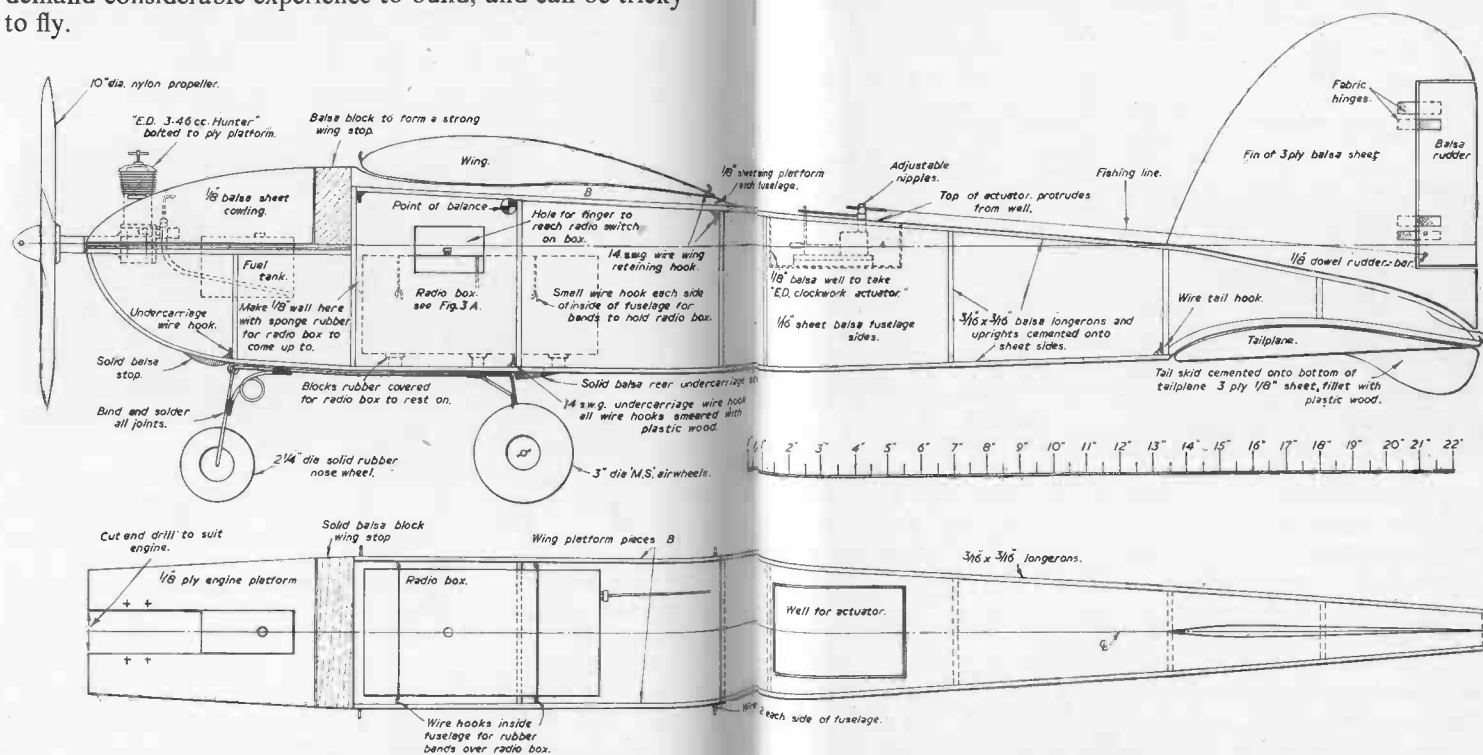 demand considerable experience to build, and can be tricky
to fly.
10" dia. nylon propeller.
"E.D. 3·46 cc. Hunter"
bolted to ply platform.
Balsa block to form a strong
wing stop.
Wing.
1/8" balsa sheet
cowling.
B
1/8" sheet wing platform
each fuselage.
Adjustable
nipples.
Top of actuator protrudes
from well.
Fishing line.
Fin of 3 ply balsa sheet
Fabric
hinges.
Balsa
rudder
Point of balance
Hole for finger to
reach radio switch
on box.
14 s.w.g. wire wing
retaining hook.
Fuel
tank.
Undercarriage
wire hook.
Make 1/8" wall here
with sponge rubber
for radio box to
come up to.
Radio box.
see Fig. 3 A.
Small wire hook each side
of inside of fuselage for
bands to hold radio box.
1/8" balsa well to take
"E.D. clockwork actuator."
1/16" sheet balsa fuselage
sides.
3/16" x 3/16" balsa longerons and
uprights cemented onto
sheet sides.
1/8" dowel rudder-bar.
Wire tail hook.
Tailplane.
Solid balsa
stop.
Bind and solder
all joints.
Blocks rubber covered
for radio box to rest on.
Solid balsa rear undercarriage
14 s.w.g. undercarriage wire hook
all wire hooks smeared with
plastic wood.
Tail skid cemented onto bottom of
tailplane 3 ply 1/8" sheet, fillet with
plastic wood.
2 1/4" dia solid rubber
nose wheel.
3" dia 'M.S.' airwheels.
1" 2" 3" 4" 5" 6" 7" 8" 9" 10" 11" 12" 13" 14" 15" 16" 17" 18" 19" 20" 21" 22"
Cut end drill to suit
engine.
Solid balsa block
wing stop
Wing platform pieces B
3/16" x 3/16" longerons.
1/8" ply engine platform
Radio box.
Well for actuator.
℄
Wire hooks inside
fuselage for rubber
bands over radio box.
Wire 2 each side of fuselage.